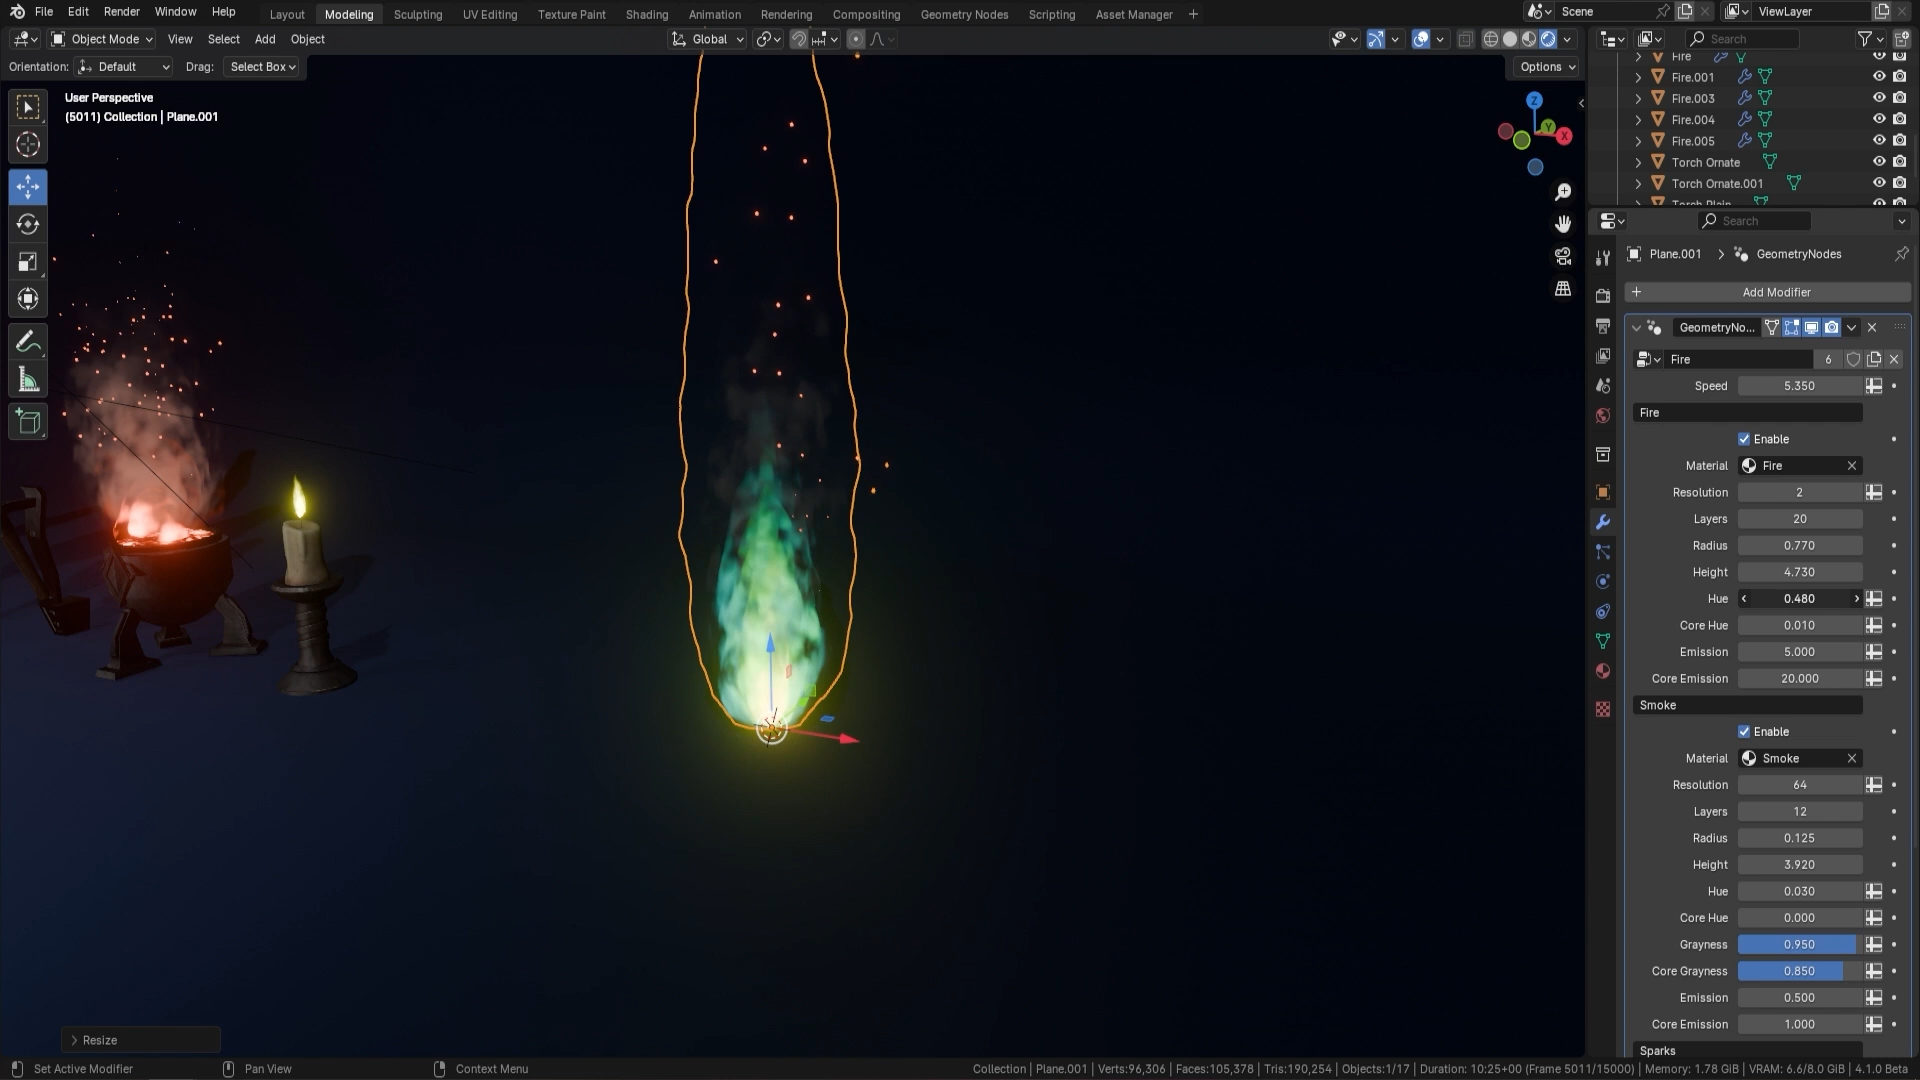 File Edit Render Window Help
Layout Modeling Sculpting UV Editing Texture Paint Shading Animation Rendering Compositing Geometry Nodes Scripting Asset Manager +
Scene
ViewLayer
Object Mode View Select Add Object
Global
Search
Orientation: Default Drag: Select Box
Options
User Perspective
(5011) Collection | Plane.001
Z
Y
X
Fire
Fire.001
Fire.003
Fire.004
Fire.005
Torch Ornate
Torch Ornate.001
Torch Plain
Search
Plane.001 > GeometryNodes
+ Add Modifier
GeometryNo...
Fire 6
Speed 5.350
Fire
Enable
Material Fire
Resolution 2
Layers 20
Radius 0.770
Height 4.730
Hue 0.480
Core Hue 0.010
Emission 5.000
Core Emission 20.000
Smoke
Enable
Material Smoke
Resolution 64
Layers 12
Radius 0.125
Height 3.920
Hue 0.030
Core Hue 0.000
Grayness 0.950
Core Grayness 0.850
Emission 0.500
Core Emission 1.000
Sparks
Resize
Set Active Modifier
Pan View
Context Menu
Collection | Plane.001 | Verts:96,306 | Faces:105,378 | Tris:190,254 | Objects:1/17 | Duration: 10:25+00 (Frame 5011/15000) | Memory: 1.78 GiB | VRAM: 6.6/8.0 GiB | 4.1.0 Beta